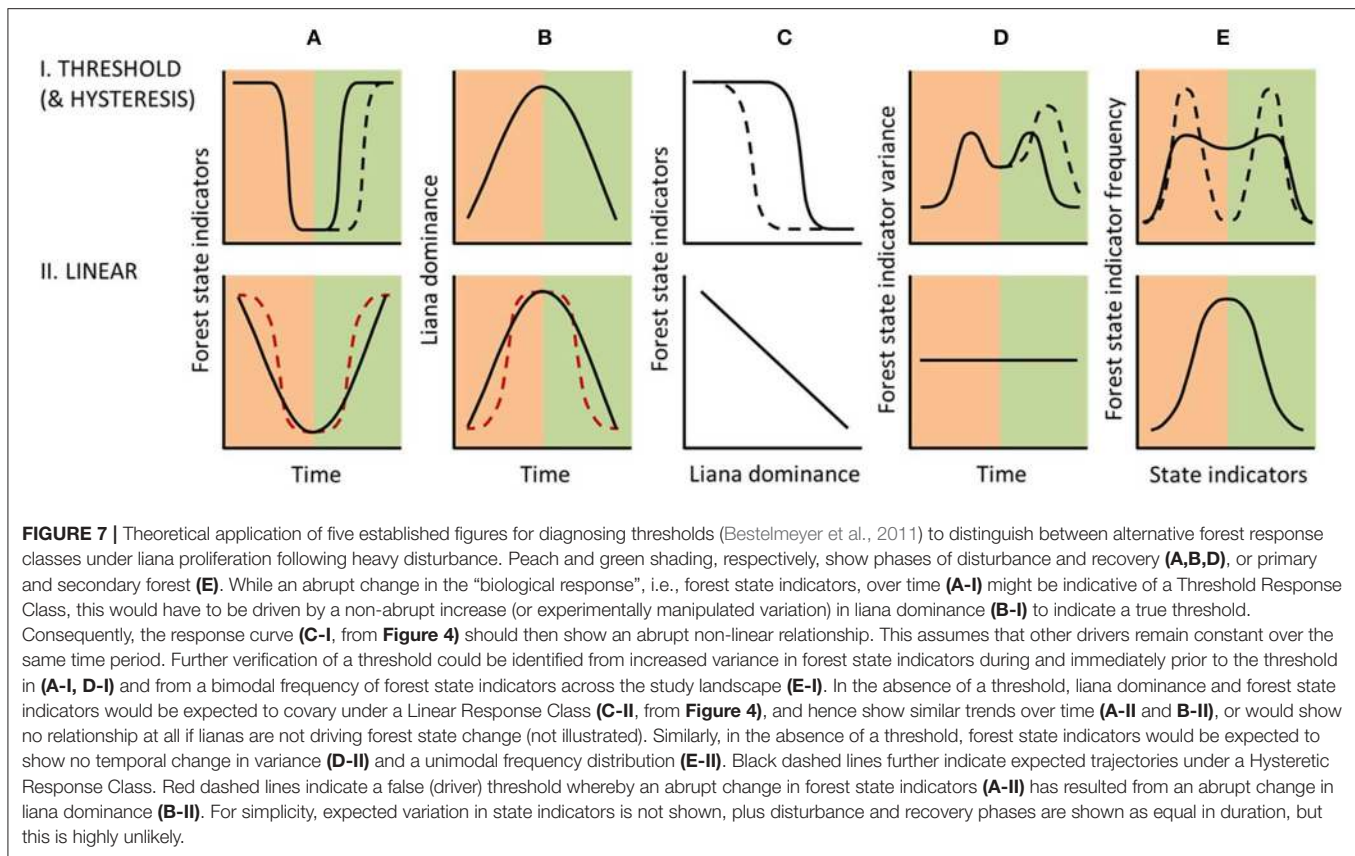 A B C D E
I. THRESHOLD
(& HYSTERESIS)
Forest state indicators
Liana dominance
Forest state indicators
Forest state indicator variance
Forest state indicator frequency
II. LINEAR
Forest state indicators
Liana dominance
Forest state indicators
Time Time Liana dominance Time State indicators
FIGURE 7 | Theoretical application of five established figures for diagnosing thresholds (Bestelmeyer et al., 2011) to distinguish between alternative forest response
classes under liana proliferation following heavy disturbance. Peach and green shading, respectively, show phases of disturbance and recovery (A,B,D), or primary
and secondary forest (E). While an abrupt change in the “biological response”, i.e., forest state indicators, over time (A-I) might be indicative of a Threshold Response
Class, this would have to be driven by a non-abrupt increase (or experimentally manipulated variation) in liana dominance (B-I) to indicate a true threshold.
Consequently, the response curve (C-I, from Figure 4) should then show an abrupt non-linear relationship. This assumes that other drivers remain constant over the
same time period. Further verification of a threshold could be identified from increased variance in forest state indicators during and immediately prior to the threshold
in (A-I, D-I) and from a bimodal frequency of forest state indicators across the study landscape (E-I). In the absence of a threshold, liana dominance and forest state
indicators would be expected to covary under a Linear Response Class (C-II, from Figure 4), and hence show similar trends over time (A-II and B-II), or would show
no relationship at all if lianas are not driving forest state change (not illustrated). Similarly, in the absence of a threshold, forest state indicators would be expected to
show no temporal change in variance (D-II) and a unimodal frequency distribution (E-II). Black dashed lines further indicate expected trajectories under a Hysteretic
Response Class. Red dashed lines indicate a false (driver) threshold whereby an abrupt change in forest state indicators (A-II) has resulted from an abrupt change in
liana dominance (B-II). For simplicity, expected variation in state indicators is not shown, plus disturbance and recovery phases are shown as equal in duration, but
this is highly unlikely.